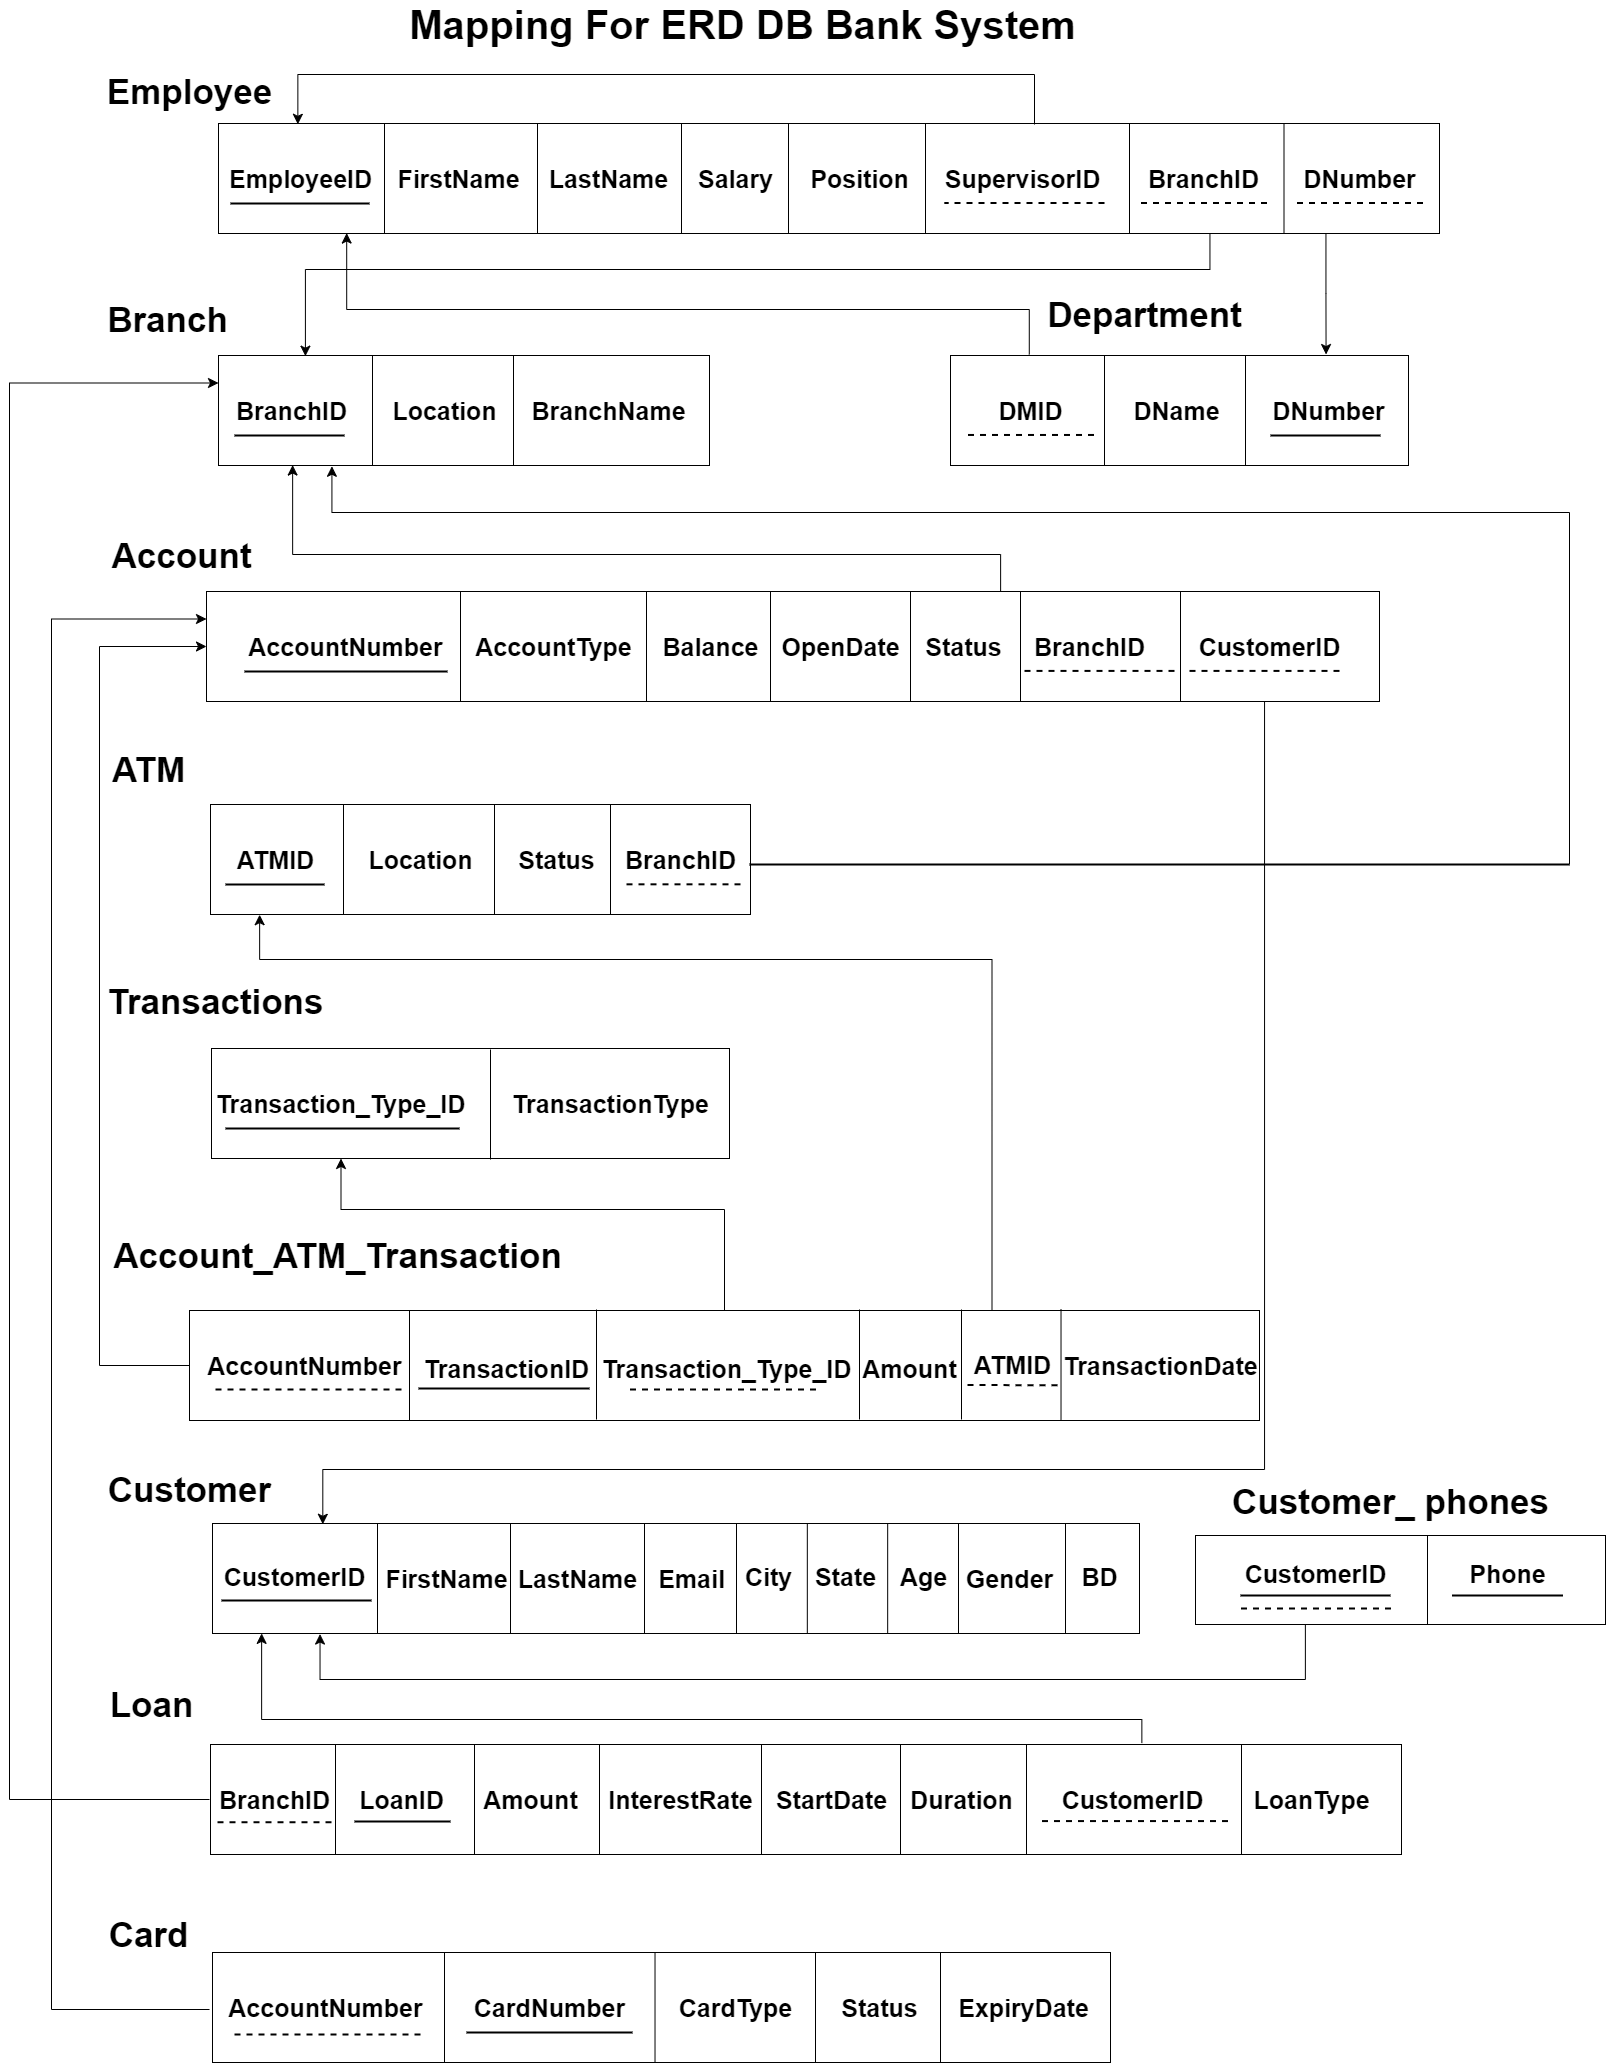 Mapping For ERD DB Bank System
Employee
EmployeeID FirstName LastName Salary Position SupervisorID BranchID DNumber
Branch
BranchID Location BranchName
Department
DMID DName DNumber
Account
AccountNumber AccountType Balance OpenDate Status BranchID CustomerID
ATM
ATMID Location Status BranchID
Transactions
Transaction_Type_ID TransactionType
Account_ATM_Transaction
AccountNumber TransactionID Transaction_Type_ID Amount ATMID TransactionDate
Customer
CustomerID FirstName LastName Email City State Age Gender BD
Customer_ phones
CustomerID Phone
Loan
BranchID LoanID Amount InterestRate StartDate Duration CustomerID LoanType
Card
AccountNumber CardNumber CardType Status ExpiryDate